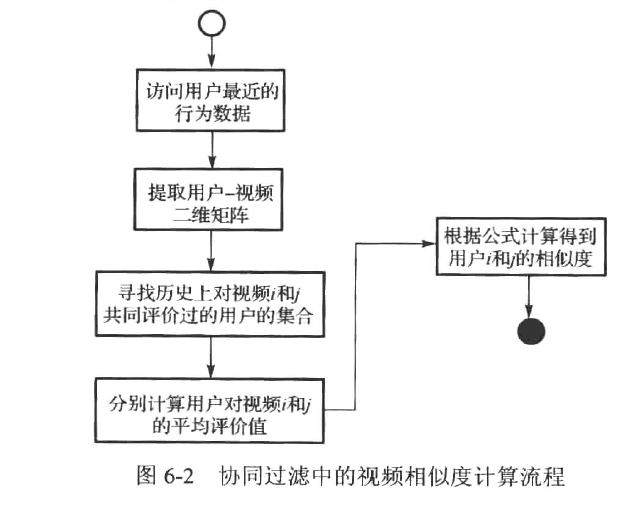 访问用户最近的
行为数据
提取用户-视频
二维矩阵
寻找历史上对视频i和j
共同评价过的用户的集合
分别计算用户对视频i和j
的平均评价值
根据公式计算得到
用户i和j的相似度
图 6-2 协同过滤中的视频相似度计算流程